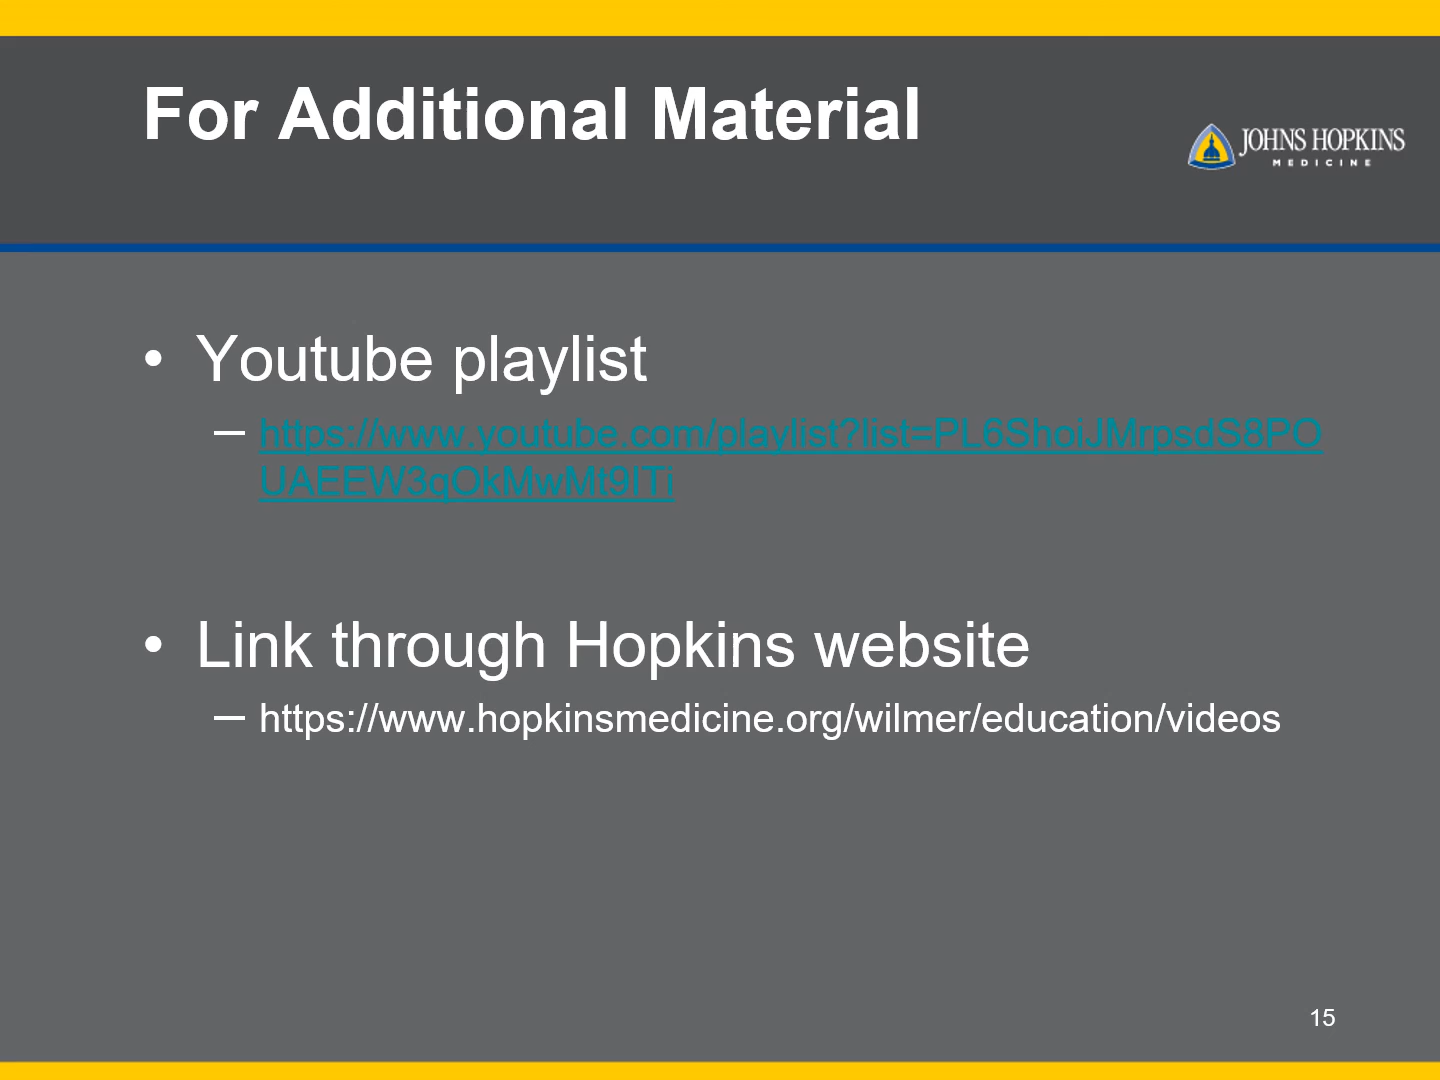 For Additional Material
JOHNS HOPKINS
MEDICINE
• Youtube playlist
– https://www.youtube.com/playlist?list=PL6ShoiJMrpsdS8PO
UAEEW3qOkMwMt9ITi
• Link through Hopkins website
– https://www.hopkinsmedicine.org/wilmer/education/videos
15